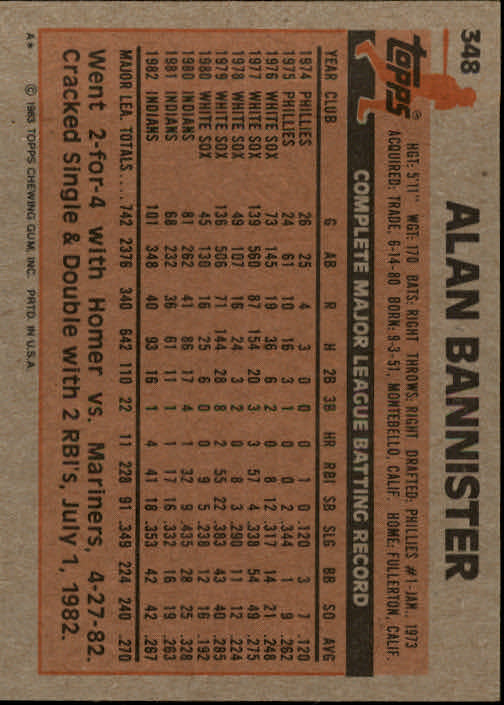 348
topps®
ALAN BANNISTER
HGT: 5'11" WGT: 170 BATS: RIGHT THROWS: RIGHT DRAFTED: PHILLIES #1-JAN. 1973
ACQUIRED: TRADE, 6-14-80 BORN: 9-3-51, MONTEBELLO, CALIF. HOME: FULLERTON, CALIF.
COMPLETE MAJOR LEAGUE BATTING RECORD
YEAR CLUB G AB R H 2B 3B HR RBI SB SLG BB SO AVG
1974 PHILLIES 26 25 4 3 0 0 0 1 0 .120 3 7 .120
1975 PHILLIES 24 61 10 16 3 1 0 0 2 .344 1 9 .262
1976 WHITE SOX 73 145 19 36 6 2 0 8 12 .317 14 21 .248
1977 WHITE SOX 139 560 87 154 20 3 3 57 4 .338 54 49 .275
1978 WHITE SOX 49 107 16 24 3 2 0 8 3 .290 11 12 .224
1979 WHITE SOX 136 506 71 144 28 8 2 55 22 .383 43 40 .285
1980 WHITE SOX 45 130 16 25 6 0 0 9 5 .238 12 16 .192
1980 INDIANS 81 262 41 86 17 4 1 32 9 .435 28 25 .328
1981 INDIANS 68 232 36 61 11 1 1 17 16 .332 16 19 .263
1982 INDIANS 101 348 40 93 16 1 4 41 18 .353 42 42 .267
MAJOR LEA. TOTALS.... 742 2376 340 642 110 22 11 228 91 .349 224 240 .270
Went 2-for-4 with Homer vs. Mariners, 4-27-82.
Cracked Single & Double with 2 RBI's, July 1, 1982.
A* © 1983 TOPPS CHEWING GUM, INC. PRTD. IN U.S.A.